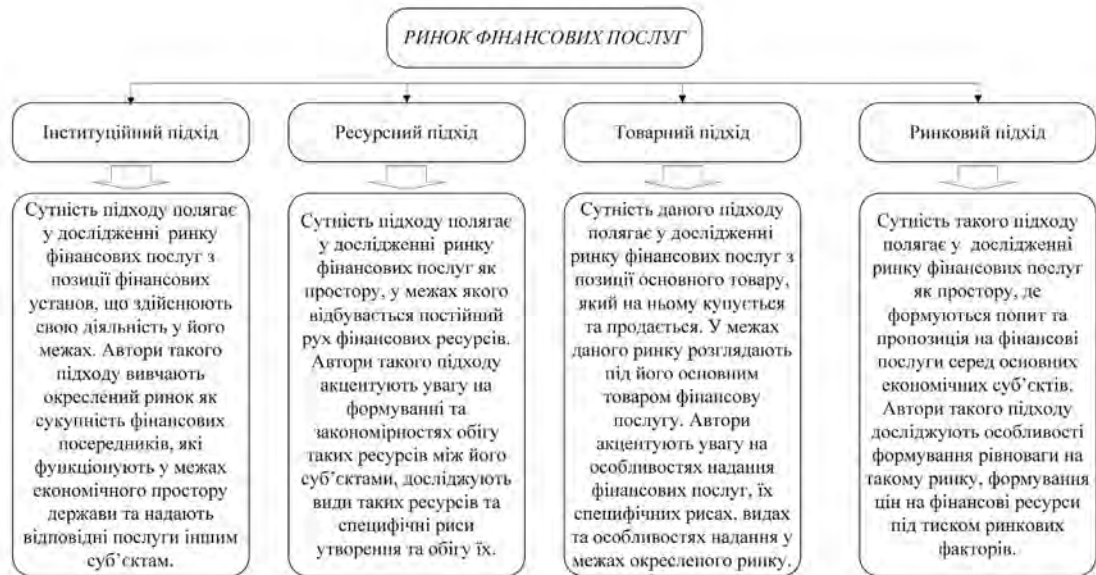 РИНОК ФІНАНСОВИХ ПОСЛУГ
Інституційний підхід
Ресурсний підхід
Товарний підхід
Ринковий підхід
Сутність підходу полягає
у дослідженні ринку
фінансових послуг з
позиції фінансових
установ, що здійснюють
свою діяльність у його
межах. Автори такого
підходу вивчають
окреслений ринок як
сукупність фінансових
посередників, які
функціонують у межах
економічного простору
держави та надають
відповідні послуги іншим
суб’єктам.
Сутність підходу полягає
у дослідженні ринку
фінансових послуг як
простору, у межах якого
відбувається постійний
рух фінансових ресурсів.
Автори такого підходу
акцентують увагу на
формуванні та
закономірностях обігу
таких ресурсів між його
суб’єктами, досліджують
види таких ресурсів та
специфічні риси
утворення та обігу їх.
Сутність даного підходу
полягає у дослідженні
ринку фінансових послуг з
позиції основного товару,
який на ньому купується
та продається. У межах
даного ринку розглядають
під його основним
товаром фінансову
послугу. Автори
акцентують увагу на
особливостях надання
фінансових послуг, їх
специфічних рисах, видах
та особливостях надання у
межах окресленого ринку.
Сутність такого підходу
полягає у дослідженні
ринку фінансових послуг
як простору, де
формуються попит та
пропозиція на фінансові
послуги серед основних
економічних суб’єктів.
Автори такого підходу
досліджують особливості
формування рівноваги на
такому ринку, формування
цін на фінансові ресурси
під тиском ринкових
факторів.